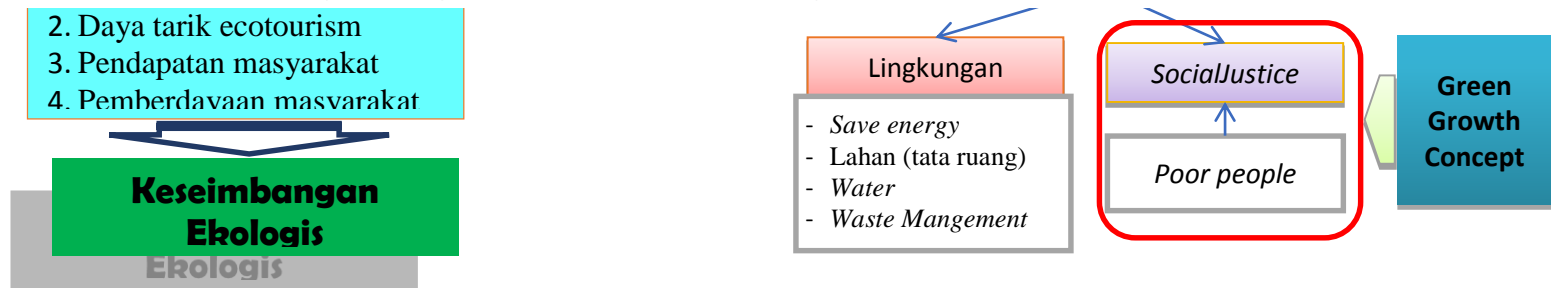 2. Daya tarik ecotourism
3. Pendapatan masyarakat
4. Pemberdayaan masyarakat
Keseimbangan
Ekologis
Ekologis
Lingkungan
- Save energy
- Lahan (tata ruang)
- Water
- Waste Mangement
SocialJustice
Poor people
Green
Growth
Concept